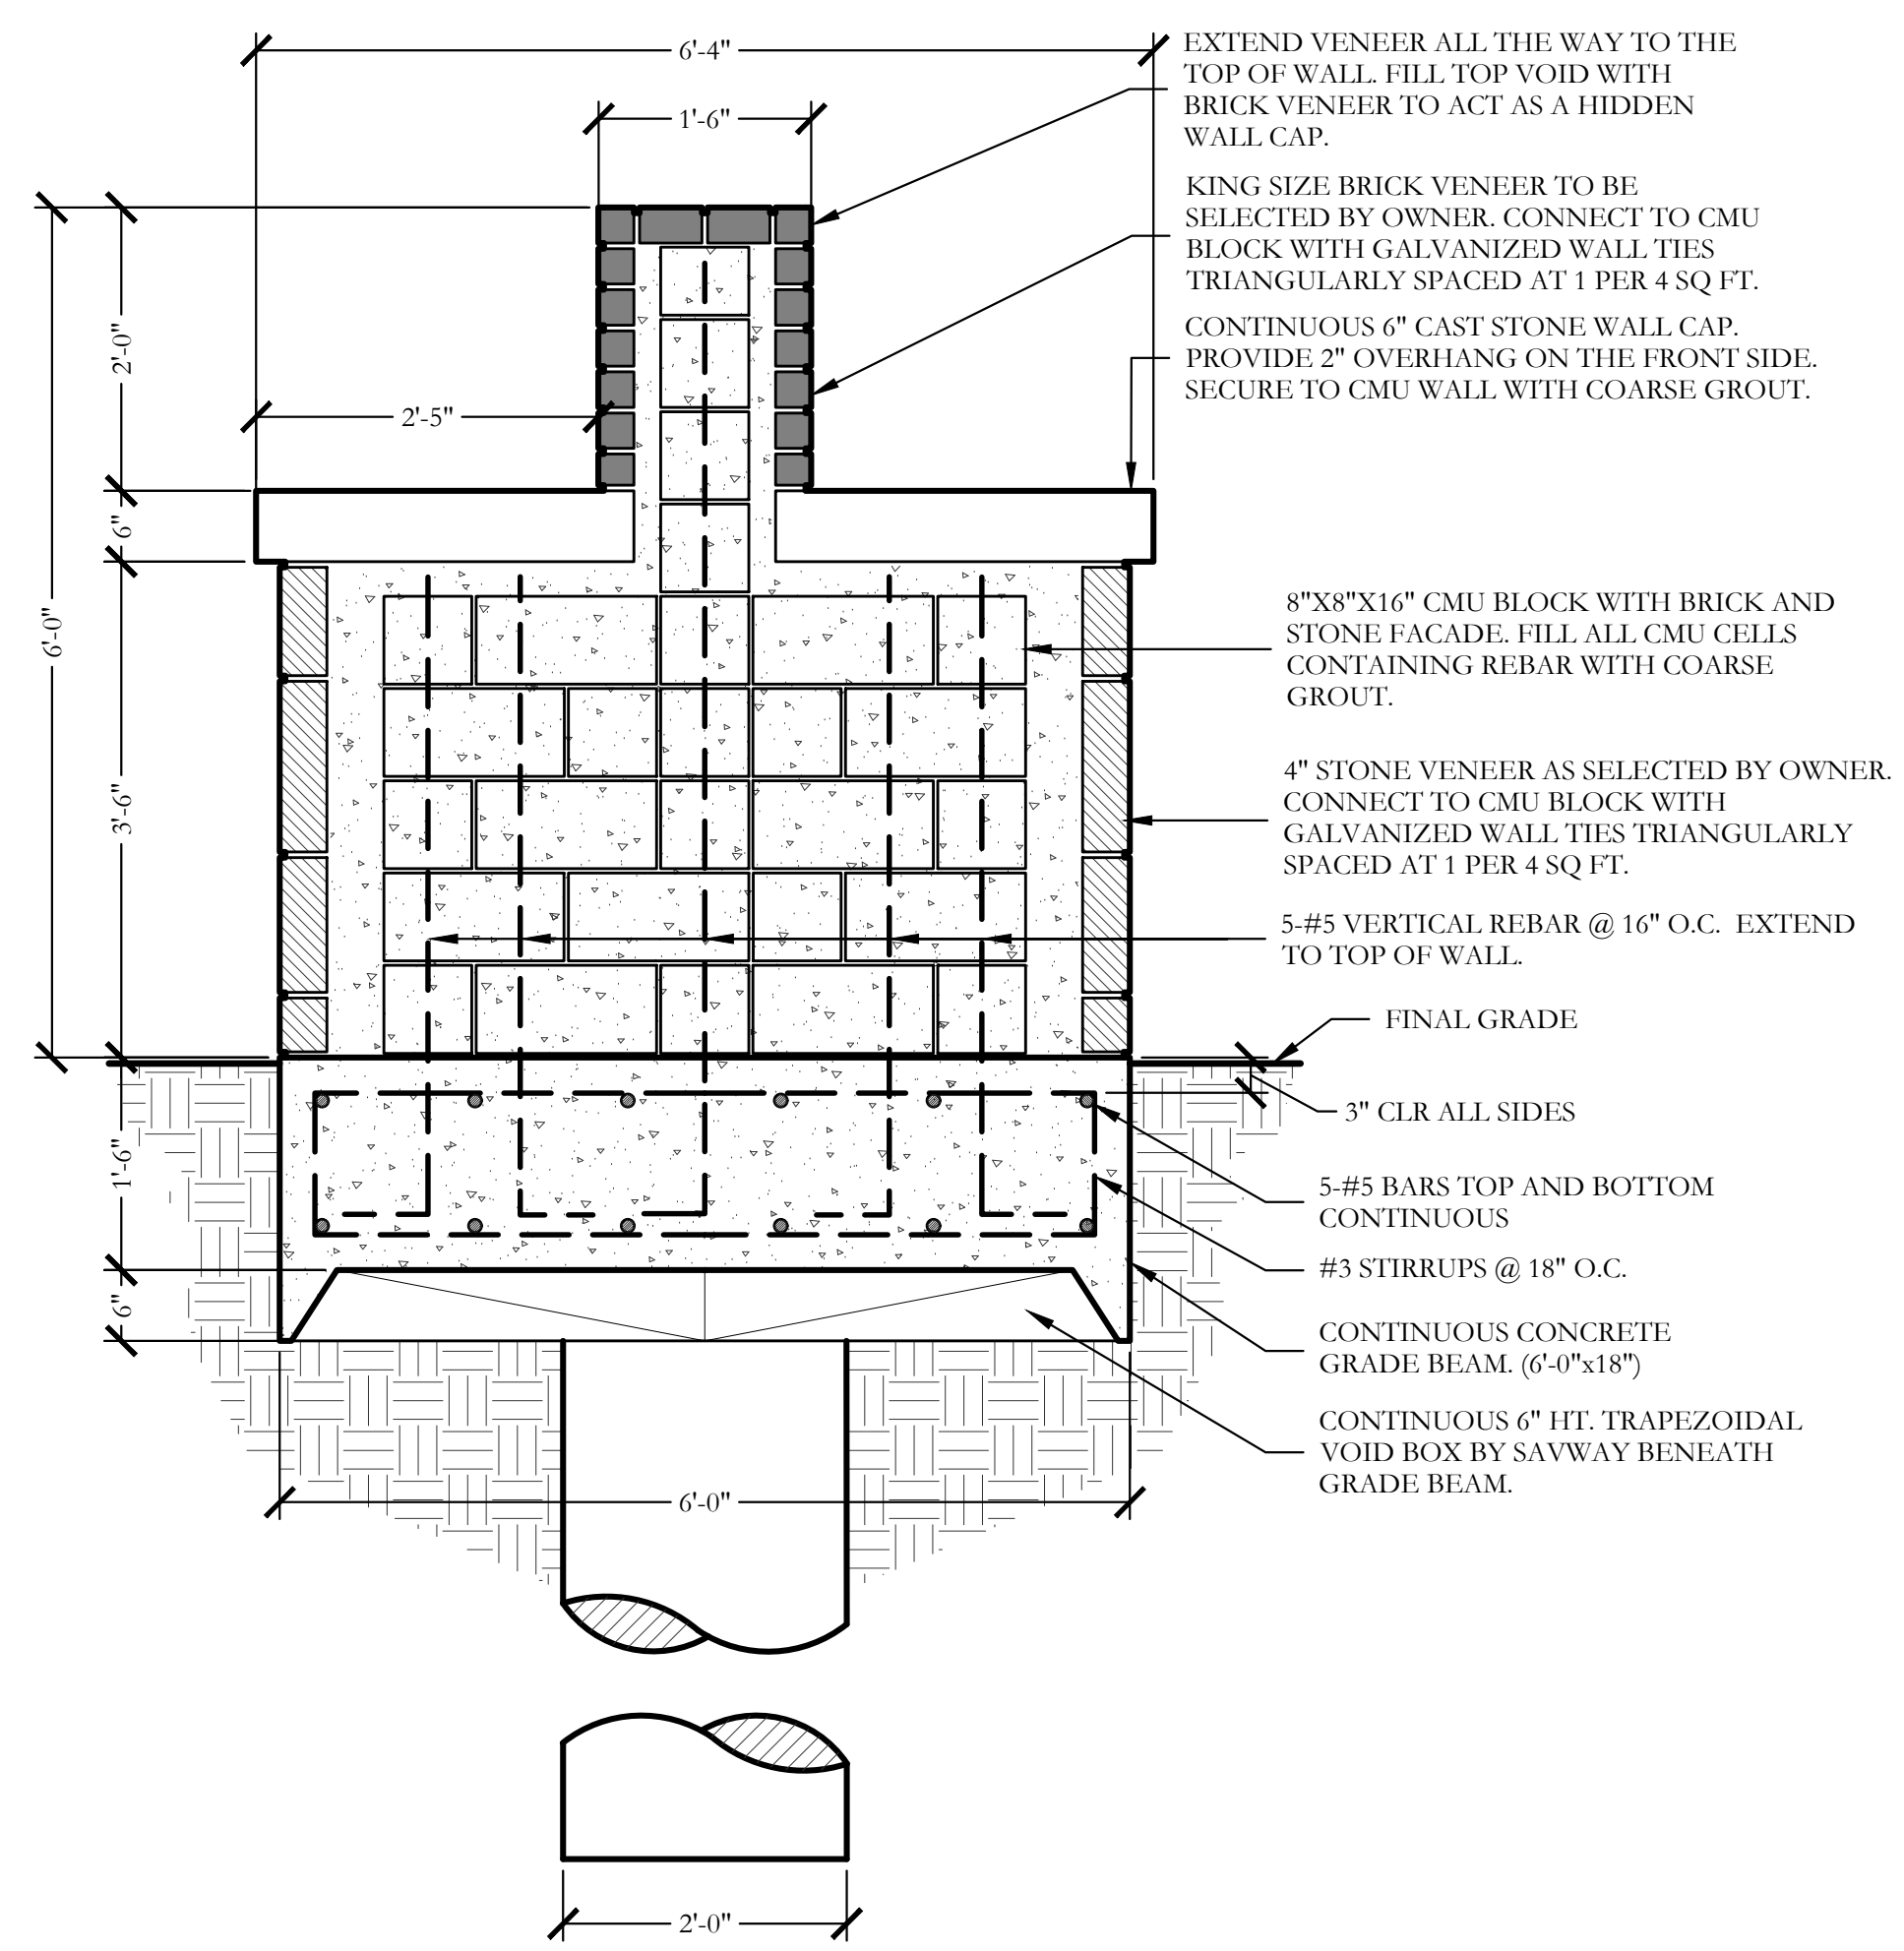 6'-4"
EXTEND VENEER ALL THE WAY TO THE
TOP OF WALL. FILL TOP VOID WITH
BRICK VENEER TO ACT AS A HIDDEN
WALL CAP.
1'-6"
KING SIZE BRICK VENEER TO BE
SELECTED BY OWNER. CONNECT TO CMU
BLOCK WITH GALVANIZED WALL TIES
TRIANGULARLY SPACED AT 1 PER 4 SQ FT.
CONTINUOUS 6" CAST STONE WALL CAP.
PROVIDE 2" OVERHANG ON THE FRONT SIDE.
SECURE TO CMU WALL WITH COARSE GROUT.
2'-0"
2'-5"
6"
6'-0"
3'-6"
8"X8"X16" CMU BLOCK WITH BRICK AND
STONE FACADE. FILL ALL CMU CELLS
CONTAINING REBAR WITH COARSE
GROUT.
4" STONE VENEER AS SELECTED BY OWNER.
CONNECT TO CMU BLOCK WITH
GALVANIZED WALL TIES TRIANGULARLY
SPACED AT 1 PER 4 SQ FT.
5-#5 VERTICAL REBAR @ 16" O.C. EXTEND
TO TOP OF WALL.
FINAL GRADE
3" CLR ALL SIDES
1'-6"
5-#5 BARS TOP AND BOTTOM
CONTINUOUS
#3 STIRRUPS @ 18" O.C.
6"
CONTINUOUS CONCRETE
GRADE BEAM. (6'-0"x18")
CONTINUOUS 6" HT. TRAPEZOIDAL
VOID BOX BY SAVWAY BENEATH
GRADE BEAM.
6'-0"
2'-0"